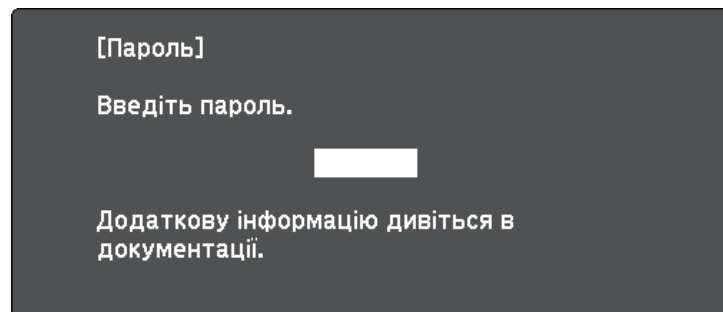 [Пароль]
Введіть пароль.
Додаткову інформацію дивіться в
документації.